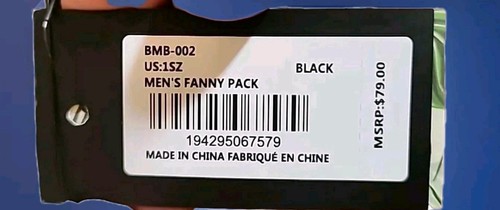 BMB-002
US:1SZ BLACK
MEN'S FANNY PACK
194295067579
MADE IN CHINA FABRIQUÉ EN CHINE
MSRP:$79.00